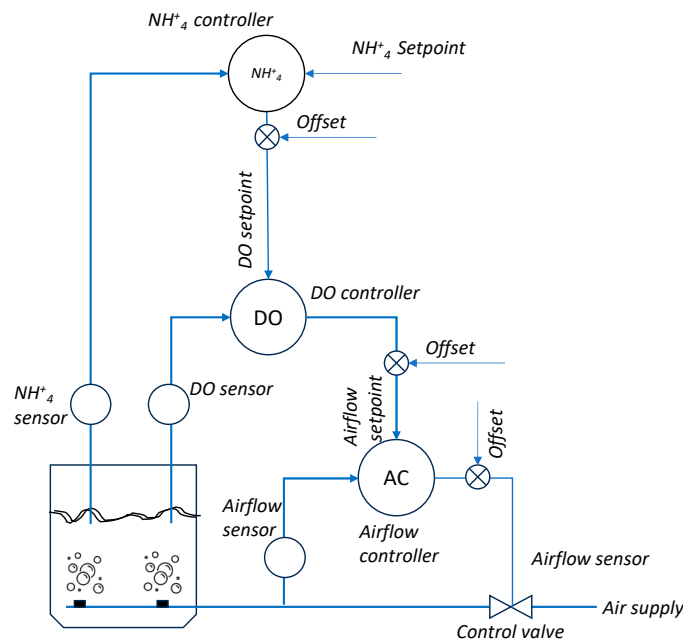 NH⁺₄ controller
NH⁺₄
NH⁺₄ Setpoint
Offset
DO setpoint
DO
DO controller
Offset
NH⁺₄
sensor
DO sensor
Airflow
setpoint
Offset
AC
Airflow
sensor
Airflow
controller
Airflow sensor
Air supply
Control valve